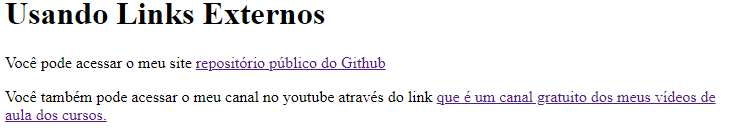 Usando Links Externos
Você pode acessar o meu site repositório público do Github
Você também pode acessar o meu canal no youtube através do link que é um canal gratuito dos meus vídeos de
aula dos cursos.